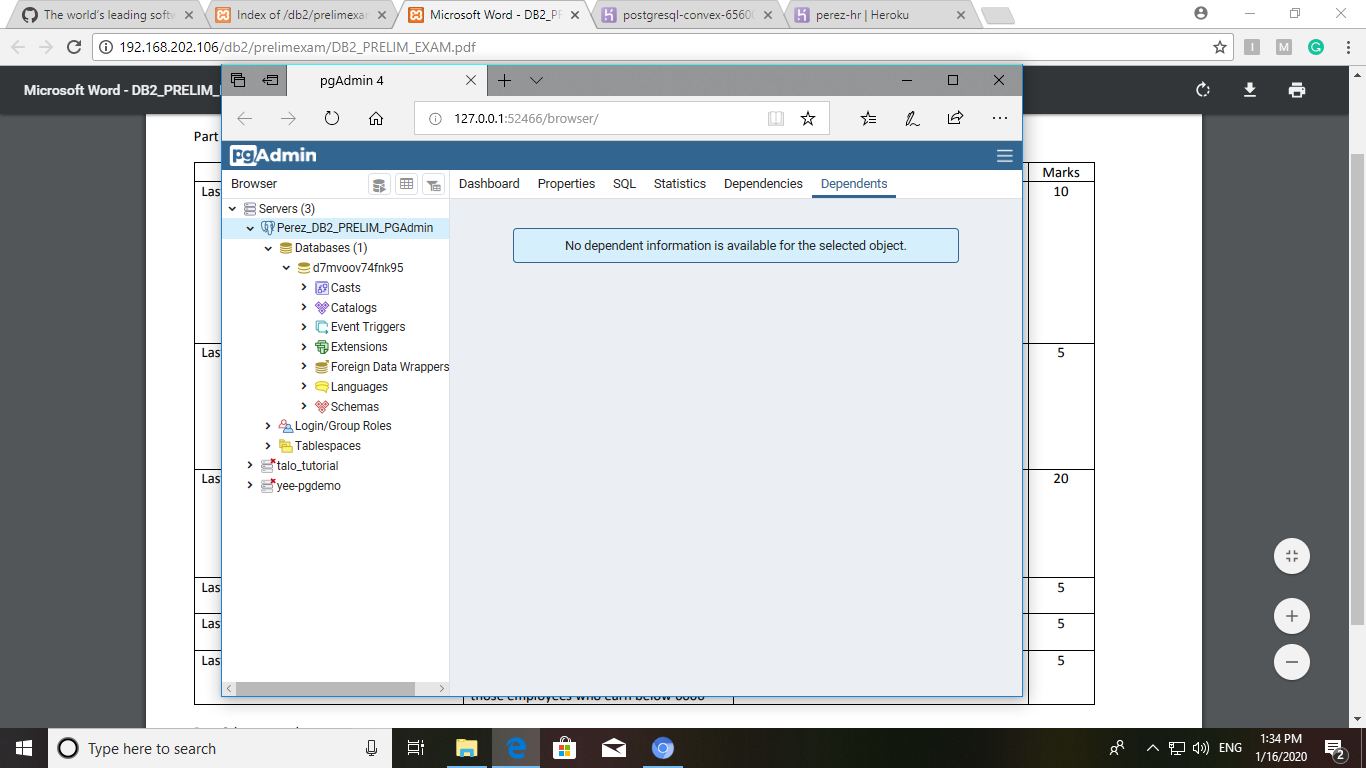 The world's leading softw
Index of /db2/prelimexa
Microsoft Word - DB2_P
postgresql-convex-6560
perez-hr | Heroku
192.168.202.106/db2/prelimexam/DB2_PRELIM_EXAM.pdf
Microsoft Word - DB2_PRELIM_
pgAdmin 4
127.0.0.1:52466/browser/
Part
pgAdmin
Browser
Dashboard Properties SQL Statistics Dependencies Dependents
Marks
Las
10
Servers (3)
Perez_DB2_PRELIM_PGAdmin
Databases (1)
No dependent information is available for the selected object.
d7mvoov74fnk95
Casts
Catalogs
Event Triggers
Extensions
Las
5
Foreign Data Wrappers
Languages
Schemas
Login/Group Roles
Tablespaces
talo_tutorial
Las
20
yee-pgdemo
Las
5
Las
5
Las
5
those employees who earn below 6000
Type here to search
ENG
1:34 PM
1/16/2020
2